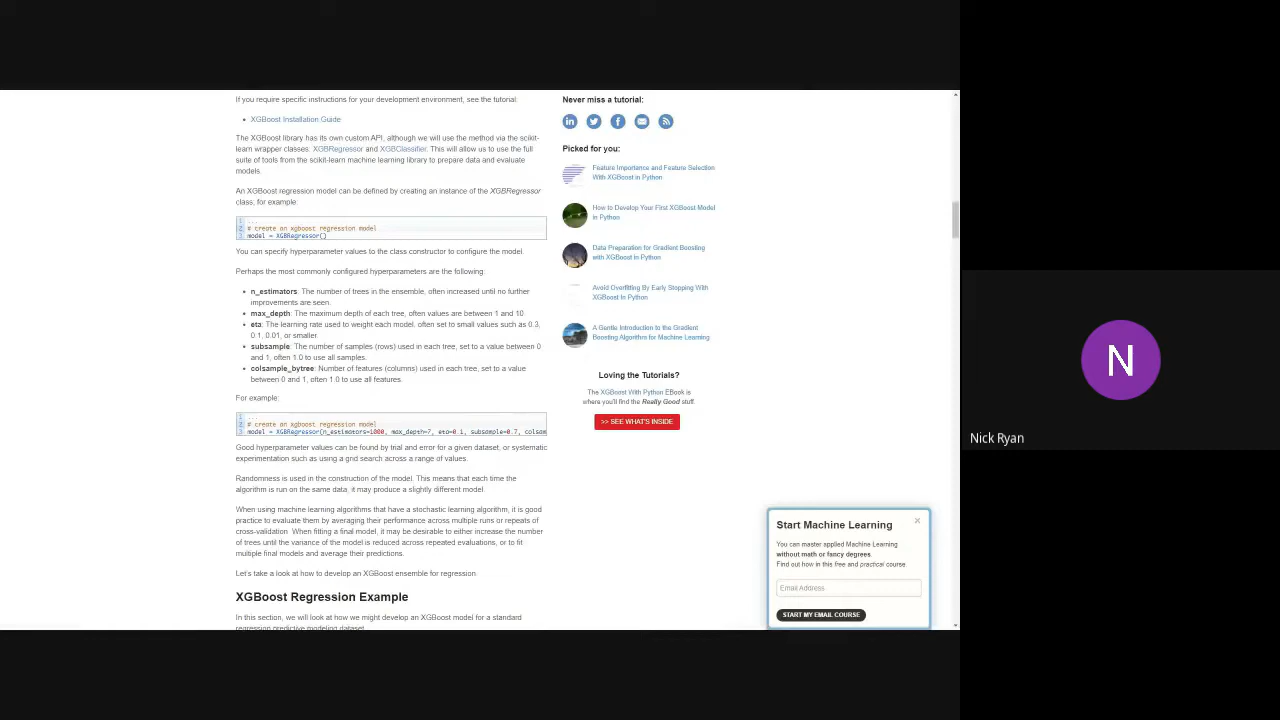 If you require specific instructions for your development environment, see the tutorial:
XGBoost Installation Guide
The XGBoost library has its own custom API, although we will use the method via the scikit-
learn wrapper classes: XGBRegressor and XGBClassifier. This will allow us to use the full
suite of tools from the scikit-learn machine learning library to prepare data and evaluate
models.
An XGBoost regression model can be defined by creating an instance of the XGBRegressor
class; for example:
1 ...
2 # create an xgboost regression model
3 model = XGBRegressor()
You can specify hyperparameter values to the class constructor to configure the model.
Perhaps the most commonly configured hyperparameters are the following:
n_estimators: The number of trees in the ensemble, often increased until no further
improvements are seen.
max_depth: The maximum depth of each tree, often values are between 1 and 10.
eta: The learning rate used to weight each model, often set to small values such as 0.3,
0.1, 0.01, or smaller.
subsample: The number of samples (rows) used in each tree, set to a value between 0
and 1, often 1.0 to use all samples.
colsample_bytree: Number of features (columns) used in each tree, set to a value
between 0 and 1, often 1.0 to use all features.
For example:
1 ...
2 # create an xgboost regression model
3 model = XGBRegressor(n_estimators=1000, max_depth=7, eta=0.1, subsample=0.7, colsam
Good hyperparameter values can be found by trial and error for a given dataset, or systematic
experimentation such as using a grid search across a range of values.
Randomness is used in the construction of the model. This means that each time the
algorithm is run on the same data, it may produce a slightly different model.
When using machine learning algorithms that have a stochastic learning algorithm, it is good
practice to evaluate them by averaging their performance across multiple runs or repeats of
cross-validation. When fitting a final model, it may be desirable to either increase the number
of trees until the variance of the model is reduced across repeated evaluations, or to fit
multiple final models and average their predictions.
Let's take a look at how to develop an XGBoost ensemble for regression.
XGBoost Regression Example
In this section, we will look at how we might develop an XGBoost model for a standard
regression predictive modeling dataset.
Never miss a tutorial:
Picked for you:
Feature Importance and Feature Selection
With XGBoost in Python
How to Develop Your First XGBoost Model
in Python
Data Preparation for Gradient Boosting
with XGBoost in Python
Avoid Overfitting By Early Stopping With
XGBoost In Python
A Gentle Introduction to the Gradient
Boosting Algorithm for Machine Learning
Loving the Tutorials?
The XGBoost With Python EBook is
where you'll find the Really Good stuff.
>> SEE WHAT'S INSIDE
Start Machine Learning
×
You can master applied Machine Learning
without math or fancy degrees.
Find out how in this free and practical course.
Email Address
START MY EMAIL COURSE
N
Nick Ryan